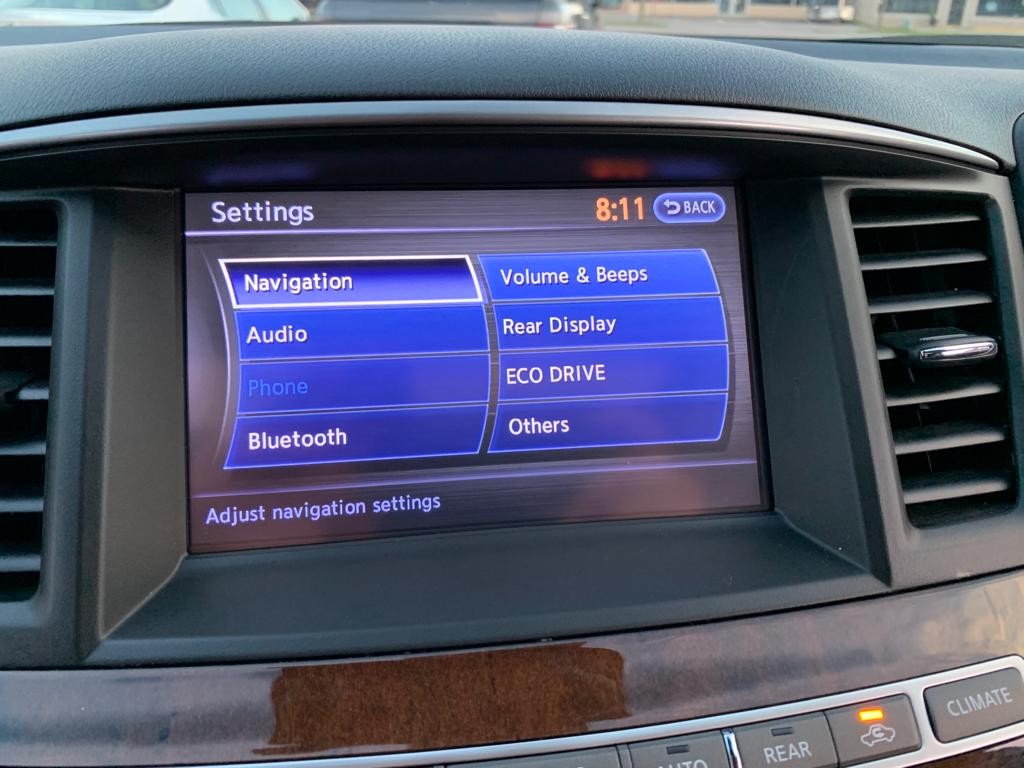 Settings 8:11 BACK
Navigation Volume & Beeps
Audio Rear Display
Phone ECO DRIVE
Bluetooth Others
Adjust navigation settings
CLIMATE
AUTO REAR